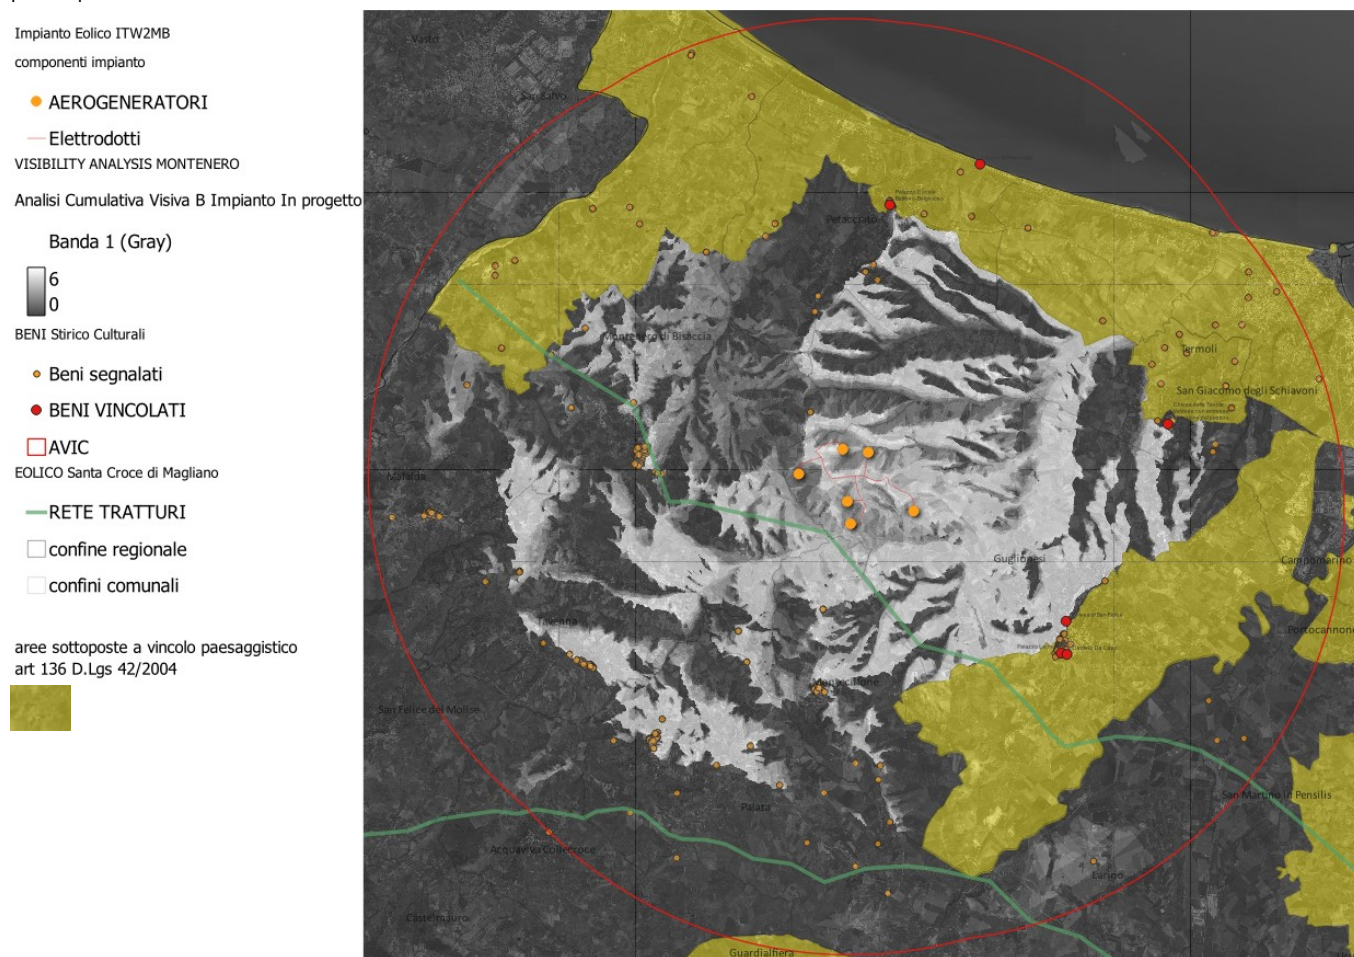 Impianto Eolico ITW2MB
componenti impianto
AEROGENERATORI
Elettrodotti
VISIBILITY ANALYSIS MONTENERO
Analisi Cumulativa Visiva B Impianto In progetto
Banda 1 (Gray)
6
0
BENI Stirico Culturali
Beni segnalati
BENI VINCOLATI
AVIC
EOLICO Santa Croce di Magliano
RETE TRATTURI
confine regionale
confini comunali
aree sottoposte a vincolo paesaggistico
art 136 D.Lgs 42/2004
Vasto
San Salvo
Petacciato
Montenero di Bisaccia
Termoli
San Giacomo degli Schiavoni
Mafalda
Guglionesi
Campomarino
Tavenna
Portocannone
Montecilfone
San Felice del Molise
Palata
San Martino in Pensilis
Acquaviva Collecroce
Larino
Castelmauro
Guardialfiera